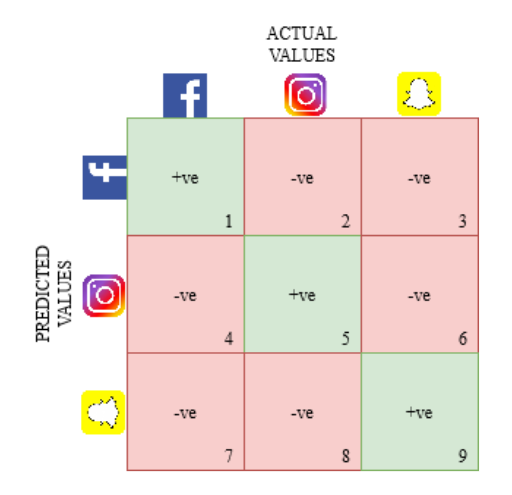 ACTUAL
VALUES
+ve
1
-ve
2
-ve
3
PREDICTED
VALUES
-ve
4
+ve
5
-ve
6
-ve
7
-ve
8
+ve
9